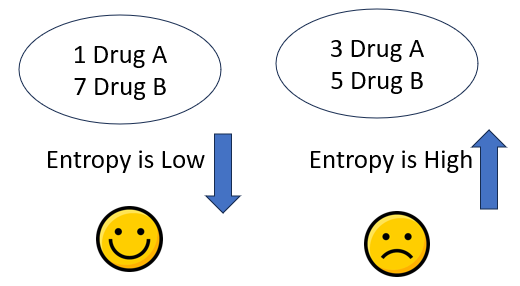 1 Drug A
7 Drug B
Entropy is Low
3 Drug A
5 Drug B
Entropy is High